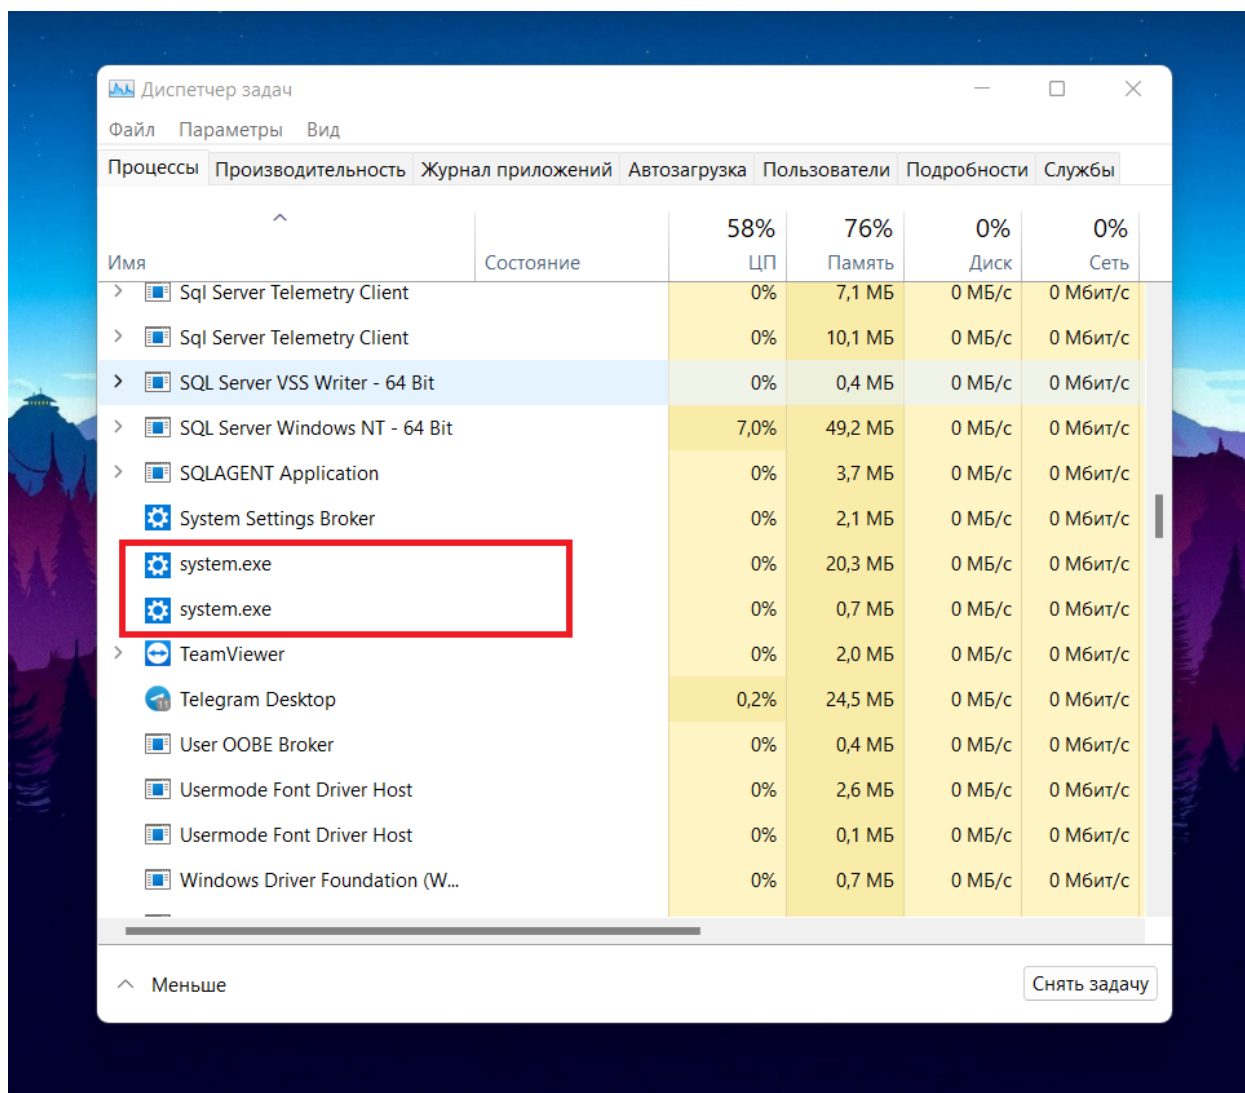 Диспетчер задач
Файл Параметры Вид
Процессы Производительность Журнал приложений Автозагрузка Пользователи Подробности Службы
58% 76% 0% 0%
Имя Состояние ЦП Память Диск Сеть
Sql Server Telemetry Client 0% 7,1 МБ 0 МБ/с 0 Мбит/с
Sql Server Telemetry Client 0% 10,1 МБ 0 МБ/с 0 Мбит/с
SQL Server VSS Writer - 64 Bit 0% 0,4 МБ 0 МБ/с 0 Мбит/с
SQL Server Windows NT - 64 Bit 7,0% 49,2 МБ 0 МБ/с 0 Мбит/с
SQLAGENT Application 0% 3,7 МБ 0 МБ/с 0 Мбит/с
System Settings Broker 0% 2,1 МБ 0 МБ/с 0 Мбит/с
system.exe 0% 20,3 МБ 0 МБ/с 0 Мбит/с
system.exe 0% 0,7 МБ 0 МБ/с 0 Мбит/с
TeamViewer 0% 2,0 МБ 0 МБ/с 0 Мбит/с
Telegram Desktop 0,2% 24,5 МБ 0 МБ/с 0 Мбит/с
User OOBE Broker 0% 0,4 МБ 0 МБ/с 0 Мбит/с
Usermode Font Driver Host 0% 2,6 МБ 0 МБ/с 0 Мбит/с
Usermode Font Driver Host 0% 0,1 МБ 0 МБ/с 0 Мбит/с
Windows Driver Foundation (W... 0% 0,7 МБ 0 МБ/с 0 Мбит/с
Меньше Снять задачу